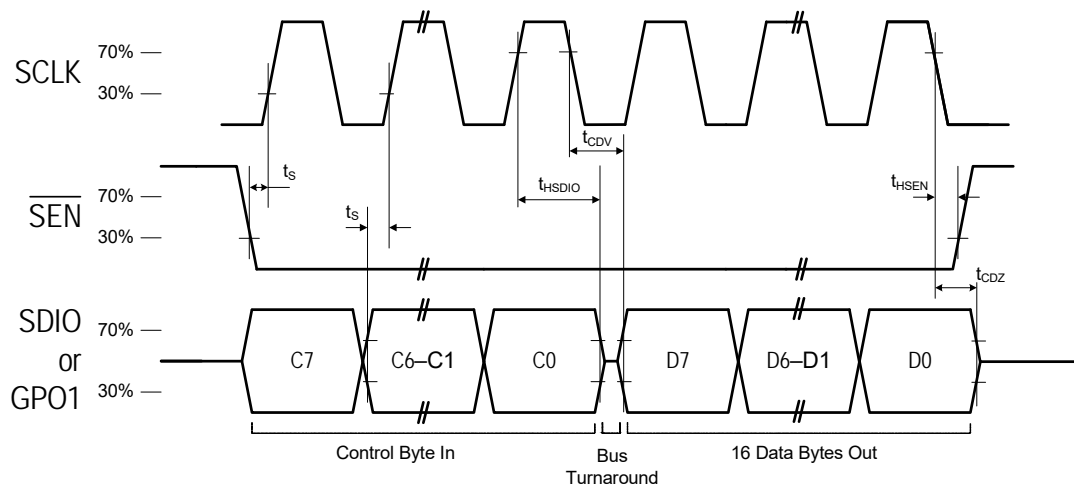 SCLK
70%
30%
tCDV
tS
tHSDIO
tHSEN
SEN
70%
30%
tS
tCDZ
SDIO
or
GPO1
70%
30%
C7
C6–C1
C0
D7
D6–D1
D0
Control Byte In
Bus
Turnaround
16 Data Bytes Out